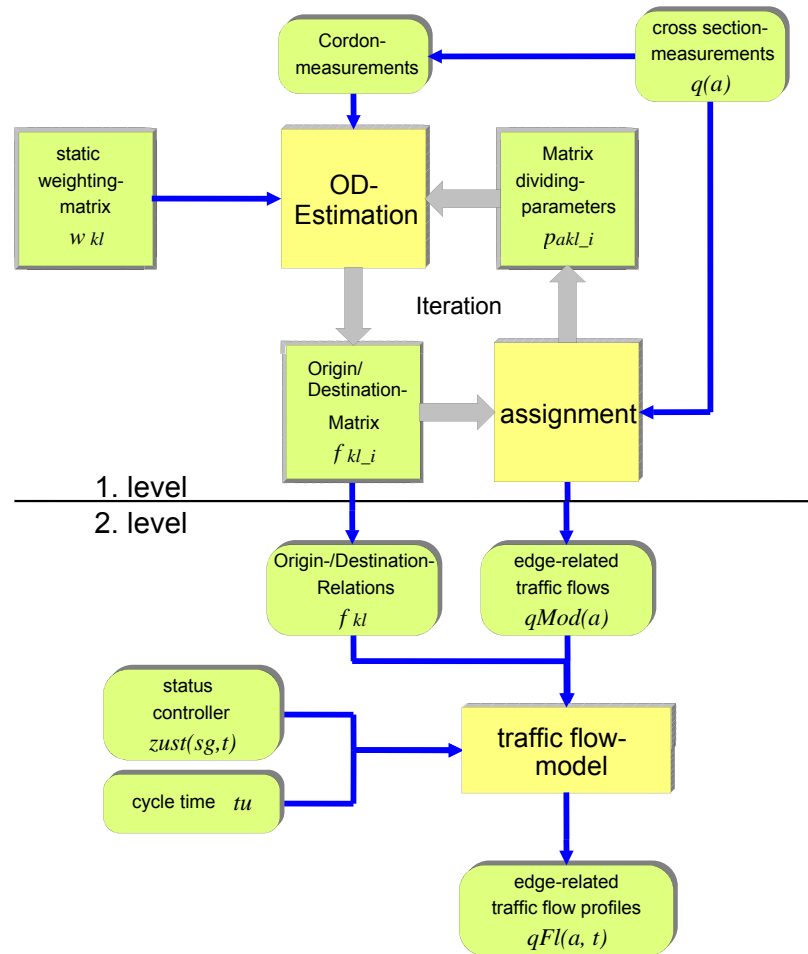 Cordon-
measurements
cross section-
measurements
q(a)
static
weighting-
matrix
w kl
OD-
Estimation
Matrix
dividing-
parameters
pakl_i
Iteration
Origin/
Destination-
Matrix
f kl_i
assignment
1. level
2. level
Origin-/Destination-
Relations
f kl
edge-related
traffic flows
qMod(a)
status
controller
zust(sg,t)
traffic flow-
model
cycle time tu
edge-related
traffic flow profiles
qFl(a, t)